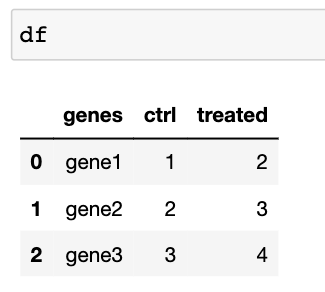 df
genes ctrl treated
0 gene1 1 2
1 gene2 2 3
2 gene3 3 4